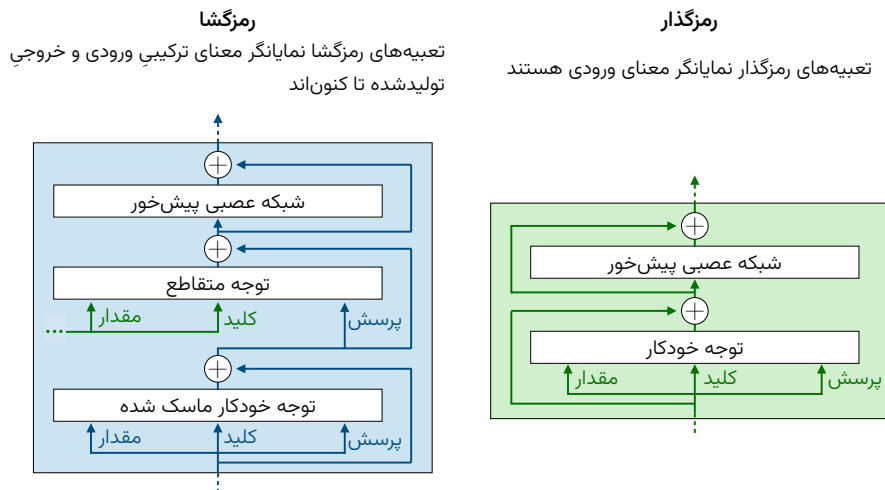 رمزگذار
تعبیه‌های رمزگذار نمایانگر معنای ورودی هستند
شبکه عصبی پیش‌خور
توجه خودکار
پرسش
کلید
مقدار
رمزگشا
تعبیه‌های رمزگشا نمایانگر معنای ترکیبیِ ورودی و خروجیِ
تولیدشده تا کنون‌اند
شبکه عصبی پیش‌خور
توجه متقاطع
پرسش
کلید
مقدار
...
توجه خودکار ماسک شده
پرسش
کلید
مقدار